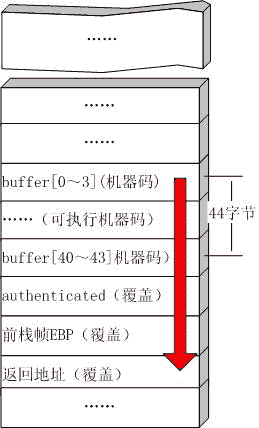 ……
……
……
buffer[0～3](机器码)
……（可执行机器码）
44字节
buffer[40～43]机器码）
authenticated（覆盖）
前栈帧EBP（覆盖）
返回地址（覆盖）
……